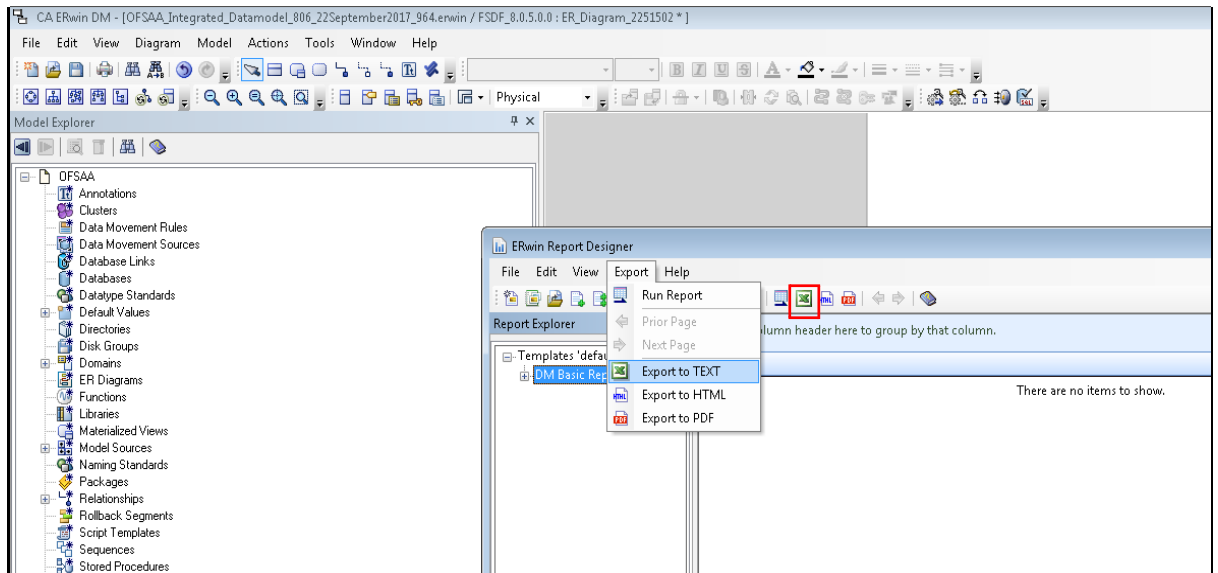 CA ERwin DM - [OFSAA_Integrated_Datamodel_806_22September2017_964.erwin / FSDF_8.0.5.0.0 : ER_Diagram_2251502 * ]
File Edit View Diagram Model Actions Tools Window Help
Physical
Model Explorer
OFSAA
Annotations
Clusters
Data Movement Rules
Data Movement Sources
Database Links
Databases
Datatype Standards
Default Values
Directories
Disk Groups
Domains
ER Diagrams
Functions
Libraries
Materialized Views
Model Sources
Naming Standards
Packages
Relationships
Rollback Segments
Script Templates
Sequences
Stored Procedures
ERwin Report Designer
File Edit View Export Help
Report Explorer
Templates 'defau
DM Basic Rep
Run Report
Prior Page
Next Page
Export to TEXT
Export to HTML
Export to PDF
olumn header here to group by that column.
There are no items to show.